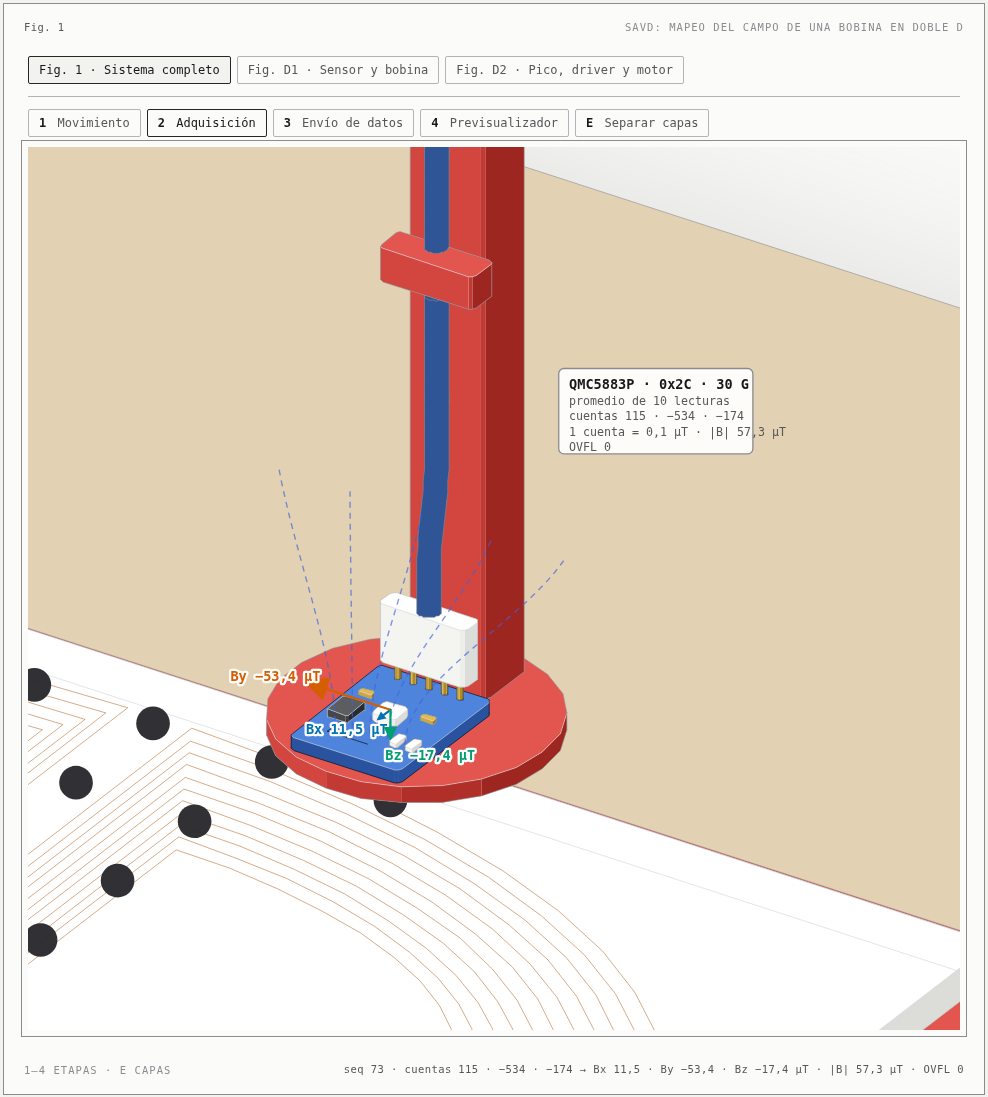 Fig. 1
SAVD: MAPEO DEL CAMPO DE UNA BOBINA EN DOBLE D
Fig. 1 · Sistema completo
Fig. D1 · Sensor y bobina
Fig. D2 · Pico, driver y motor
1 Movimiento
2 Adquisición
3 Envío de datos
4 Previsualizador
E Separar capas
QMC5883P · 0x2C · 30 G
promedio de 10 lecturas
cuentas 115 · −534 · −174
1 cuenta = 0,1 µT · |B| 57,3 µT
OVFL 0
By −53,4 µT
Bx 11,5 µT
Bz −17,4 µT
1–4 ETAPAS · E CAPAS
seq 73 · cuentas 115 · −534 · −174 → Bx 11,5 · By −53,4 · Bz −17,4 µT · |B| 57,3 µT · OVFL 0